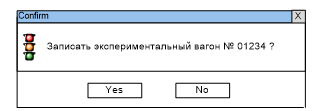 Confirm X
Записать экспериментальный вагон № 01234 ?
Yes No